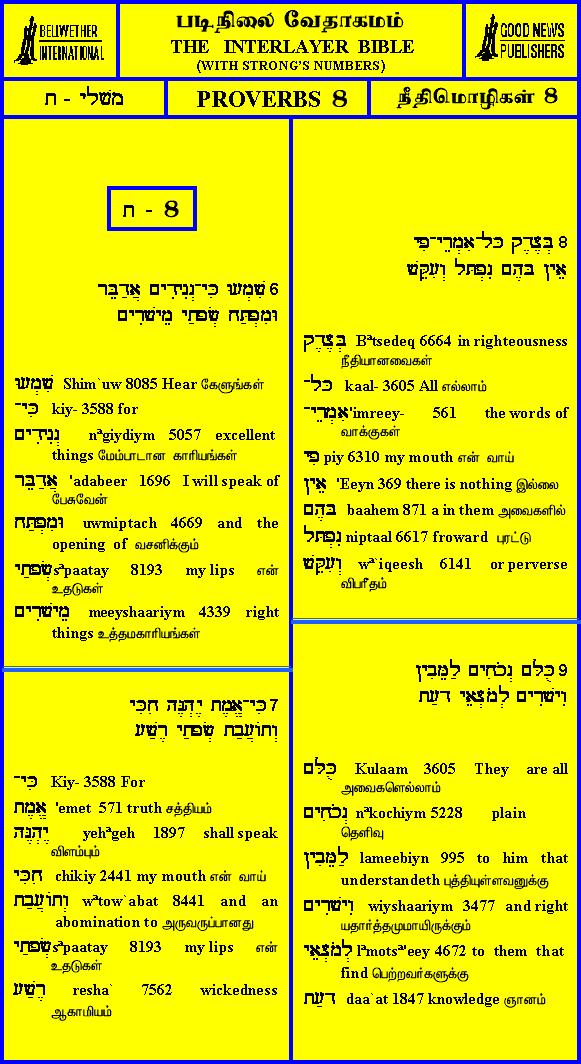 BELLWETHER
INTERNATIONAL
படிநிலை வேதாகமம்
THE INTERLAYER BIBLE
(WITH STRONG'S NUMBERS)
GOOD NEWS
PUBLISHERS
משלי - ח
PROVERBS 8
நீதிமொழிகள் 8
ח - 8
6 שִׁמְעוּ כִּי־נְגִידִים אֲדַבֵּר
וּמִפְתַּח שְׂפָתַי מֵישָׁרִים
שִׁמְעוּ Shim`uw 8085 Hear கேளுங்கள்
כִּי־ kiy- 3588 for
נְגִידִים nªgiydiym 5057 excellent
things மேம்பாடான காரியங்கள்
אֲדַבֵּר 'adabeer 1696 I will speak of
பேசுவேன்
וּמִפְתַּח uwmiptach 4669 and the
opening of வசனிக்கும்
שְׂפָתַי sªpaatay 8193 my lips என்
உதடுகள்
מֵישָׁרִים meeyshaariym 4339 right
things உத்தமகாரியங்கள்
7 כִּי־אֱמֶת יֶהְגֶּה חִכִּי
וְתוֹעֲבַת שְׂפָתַי רֶשַׁע
כִּי־ Kiy- 3588 For
אֱמֶת 'emet 571 truth சத்தியம்
יֶהְגֶּה yehªgeh 1897 shall speak
விளம்பும்
חִכִּי chikiy 2441 my mouth என் வாய்
וְתוֹעֲבַת wªtow`abat 8441 and an
abomination to அருவருப்பானது
שְׂפָתַי sªpaatay 8193 my lips என்
உதடுகள்
רֶשַׁע resha` 7562 wickedness
ஆகாமியம்
8 בְּצֶדֶק כָּל־אִמְרֵי־פִי
אֵין בָּהֶם נִפְתָּל וְעִקֵּשׁ
בְּצֶדֶק Bªtsedeq 6664 in righteousness
நீதியானவைகள்
כָּל־ kaal- 3605 All எல்லாம்
אִמְרֵי־ 'imreey- 561 the words of
வாக்குகள்
פִי piy 6310 my mouth என் வாய்
אֵין 'Eeyn 369 there is nothing இல்லை
בָּהֶם baahem 871 a in them அவைகளில்
נִפְתָּל niptaal 6617 froward புரட்டு
וְעִקֵּשׁ wª`iqeesh 6141 or perverse
விபரீதம்
9 כֻּלָּם נְכֹחִים לַמֵּבִין
וִישָׁרִים לְמֹצְאֵי דָעַת
כֻּלָּם Kulaam 3605 They are all
அவைகளெல்லாம்
נְכֹחִים nªkochiym 5228 plain
தெளிவு
לַמֵּבִין lameebiyn 995 to him that
understandeth புத்தியுள்ளவனுக்கு
וִישָׁרִים wiyshaariym 3477 and right
யதார்த்தமுமாயிருக்கும்
לְמֹצְאֵי lªmotsª'eey 4672 to them that
find பெற்றவர்களுக்கு
דָעַת daa`at 1847 knowledge ஞானம்